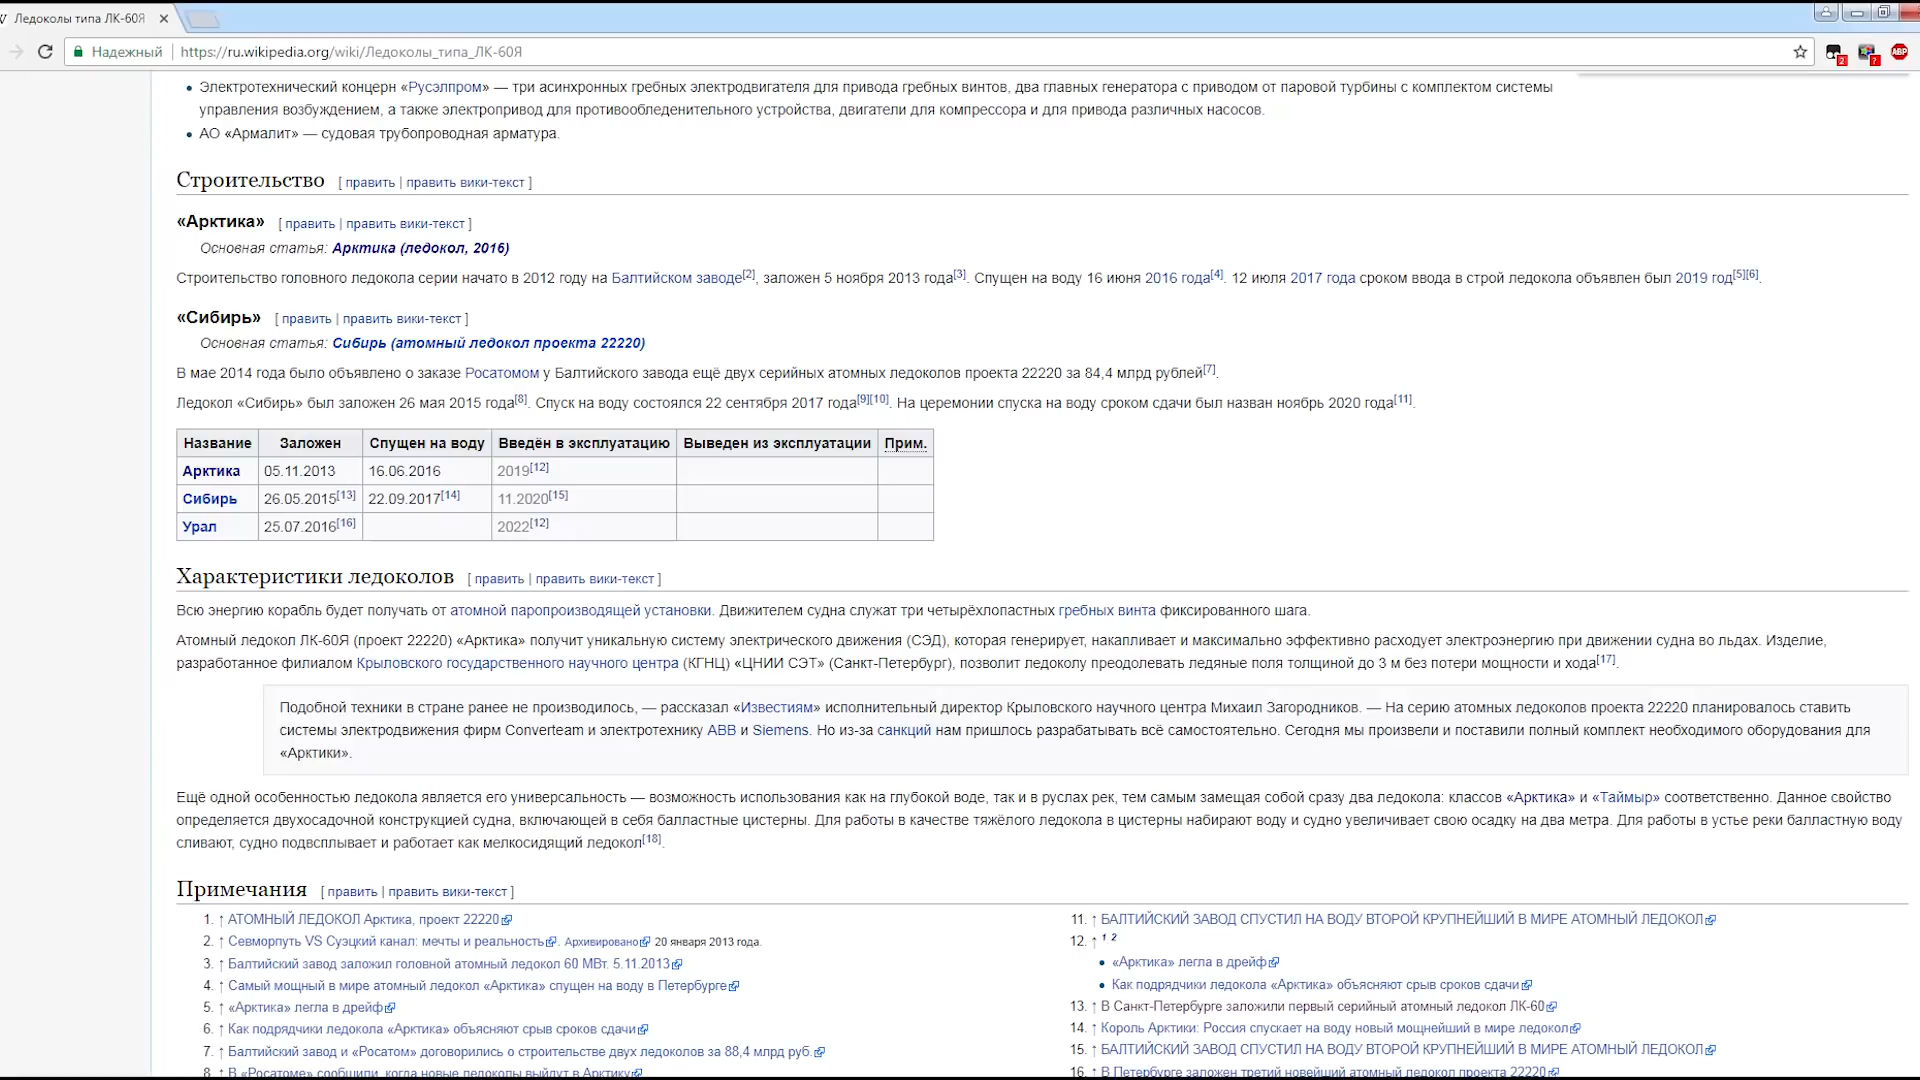 Ледоколы типа ЛК-60Я
Надежный
https://ru.wikipedia.org/wiki/Ледоколы_типа_ЛК-60Я
2
?
ABP
Электротехнический концерн «Русэлпром» — три асинхронных гребных электродвигателя для привода гребных винтов, два главных генератора с приводом от паровой турбины с комплектом системы
управления возбуждением, а также электропривод для противообледенительного устройства, двигатели для компрессора и для привода различных насосов.
АО «Армалит» — судовая трубопроводная арматура.
Строительство [ править | править вики-текст ]
«Арктика» [ править | править вики-текст ]
Основная статья: Арктика (ледокол, 2016)
Строительство головного ледокола серии начато в 2012 году на Балтийском заводе[2], заложен 5 ноября 2013 года[3]. Спущен на воду 16 июня 2016 года[4]. 12 июля 2017 года сроком ввода в строй ледокола объявлен был 2019 год[5][6].
«Сибирь» [ править | править вики-текст ]
Основная статья: Сибирь (атомный ледокол проекта 22220)
В мае 2014 года было объявлено о заказе Росатомом у Балтийского завода ещё двух серийных атомных ледоколов проекта 22220 за 84,4 млрд рублей[7].
Ледокол «Сибирь» был заложен 26 мая 2015 года[8]. Спуск на воду состоялся 22 сентября 2017 года[9][10]. На церемонии спуска на воду сроком сдачи был назван ноябрь 2020 года[11].
Название Заложен Спущен на воду Введён в эксплуатацию Выведен из эксплуатации Прим.
Арктика 05.11.2013 16.06.2016 2019[12]
Сибирь 26.05.2015[13] 22.09.2017[14] 11.2020[15]
Урал 25.07.2016[16] 2022[12]
Характеристики ледоколов [ править | править вики-текст ]
Всю энергию корабль будет получать от атомной паропроизводящей установки. Движителем судна служат три четырёхлопастных гребных винта фиксированного шага.
Атомный ледокол ЛК-60Я (проект 22220) «Арктика» получит уникальную систему электрического движения (СЭД), которая генерирует, накапливает и максимально эффективно расходует электроэнергию при движении судна во льдах. Изделие,
разработанное филиалом Крыловского государственного научного центра (КГНЦ) «ЦНИИ СЭТ» (Санкт-Петербург), позволит ледоколу преодолевать ледяные поля толщиной до 3 м без потери мощности и хода[17].
Подобной техники в стране ранее не производилось, — рассказал «Известиям» исполнительный директор Крыловского научного центра Михаил Загородников. — На серию атомных ледоколов проекта 22220 планировалось ставить
системы электродвижения фирм Converteam и электротехнику ABB и Siemens. Но из-за санкций нам пришлось разрабатывать всё самостоятельно. Сегодня мы произвели и поставили полный комплект необходимого оборудования для
«Арктики».
Ещё одной особенностью ледокола является его универсальность — возможность использования как на глубокой воде, так и в руслах рек, тем самым замещая собой сразу два ледокола: классов «Арктика» и «Таймыр» соответственно. Данное свойство
определяется двухосадочной конструкцией судна, включающей в себя балластные цистерны. Для работы в качестве тяжёлого ледокола в цистерны набирают воду и судно увеличивает свою осадку на два метра. Для работы в устье реки балластную воду
сливают, судно подвсплывает и работает как мелкосидящий ледокол[18].
Примечания [ править | править вики-текст ]
1. ↑ АТОМНЫЙ ЛЕДОКОЛ Арктика, проект 22220
2. ↑ Севморпуть VS Суэцкий канал: мечты и реальность. Архивировано 20 января 2013 года.
3. ↑ Балтийский завод заложил головной атомный ледокол 60 МВт. 5.11.2013
4. ↑ Самый мощный в мире атомный ледокол «Арктика» спущен на воду в Петербурге
5. ↑ «Арктика» легла в дрейф
6. ↑ Как подрядчики ледокола «Арктика» объясняют срыв сроков сдачи
7. ↑ Балтийский завод и «Росатом» договорились о строительстве двух ледоколов за 88,4 млрд руб.
8. ↑ В «Росатоме» сообщили, когда новые ледоколы выйдут в Арктику
11. ↑ БАЛТИЙСКИЙ ЗАВОД СПУСТИЛ НА ВОДУ ВТОРОЙ КРУПНЕЙШИЙ В МИРЕ АТОМНЫЙ ЛЕДОКОЛ
12. ↑ 1 2
«Арктика» легла в дрейф
Как подрядчики ледокола «Арктика» объясняют срыв сроков сдачи
13. ↑ В Санкт-Петербурге заложили первый серийный атомный ледокол ЛК-60
14. ↑ Король Арктики: Россия спускает на воду новый мощнейший в мире ледокол
15. ↑ БАЛТИЙСКИЙ ЗАВОД СПУСТИЛ НА ВОДУ ВТОРОЙ КРУПНЕЙШИЙ В МИРЕ АТОМНЫЙ ЛЕДОКОЛ
16. ↑ В Петербурге заложен третий новейший атомный ледокол проекта 22220